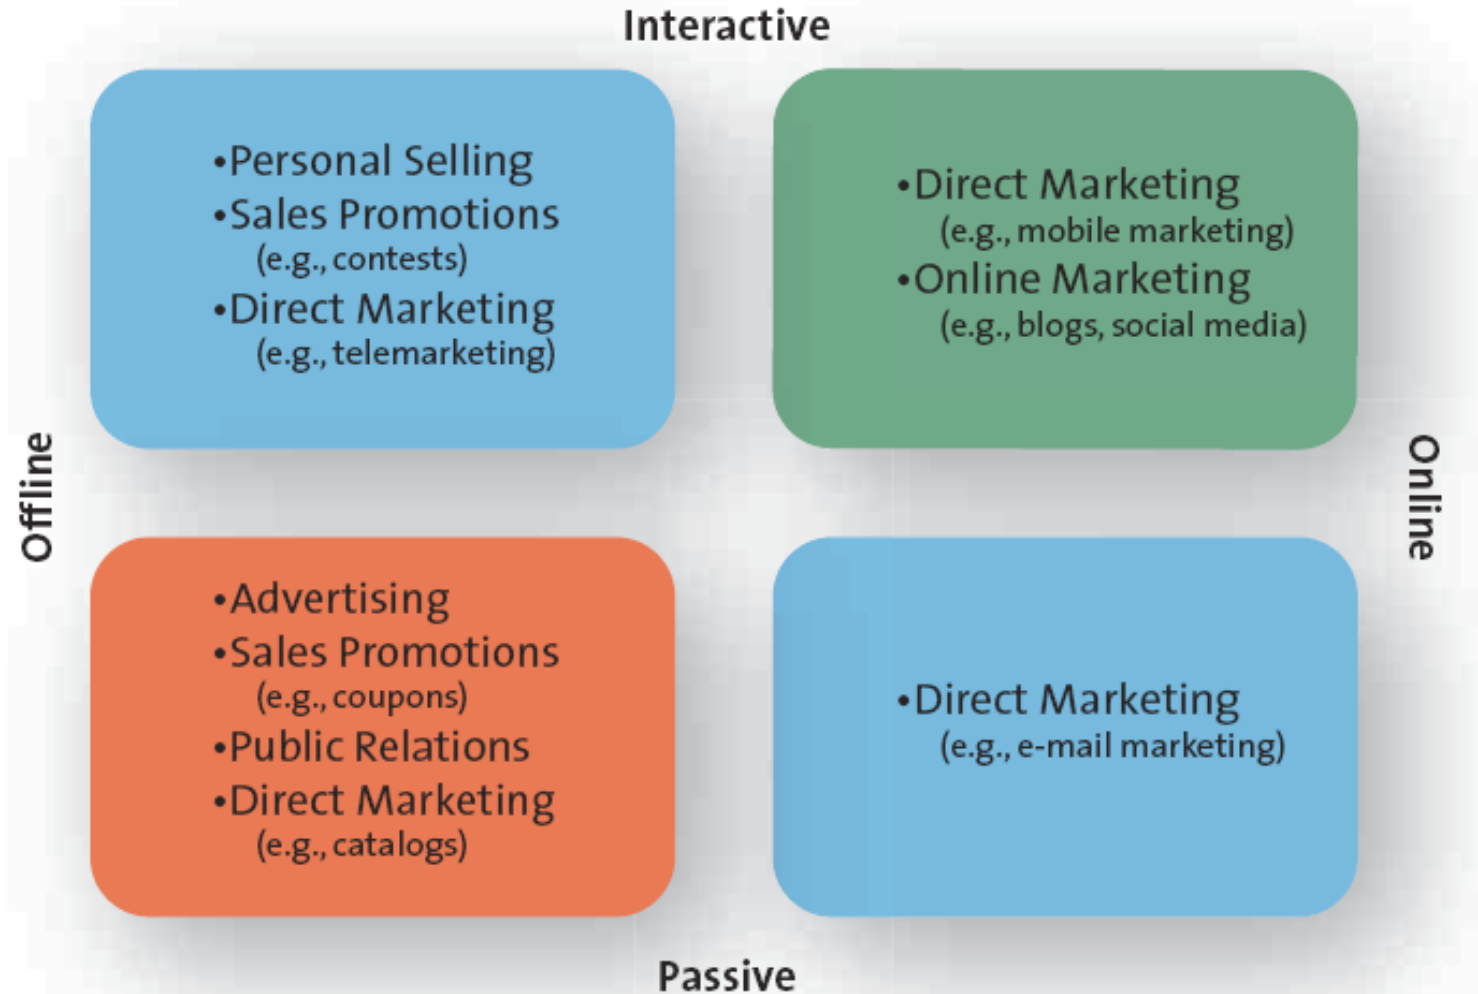 Interactive
•Personal Selling
•Sales Promotions
(e.g., contests)
•Direct Marketing
(e.g., telemarketing)
•Direct Marketing
(e.g., mobile marketing)
•Online Marketing
(e.g., blogs, social media)
Offline
Online
•Advertising
•Sales Promotions
(e.g., coupons)
•Public Relations
•Direct Marketing
(e.g., catalogs)
•Direct Marketing
(e.g., e-mail marketing)
Passive